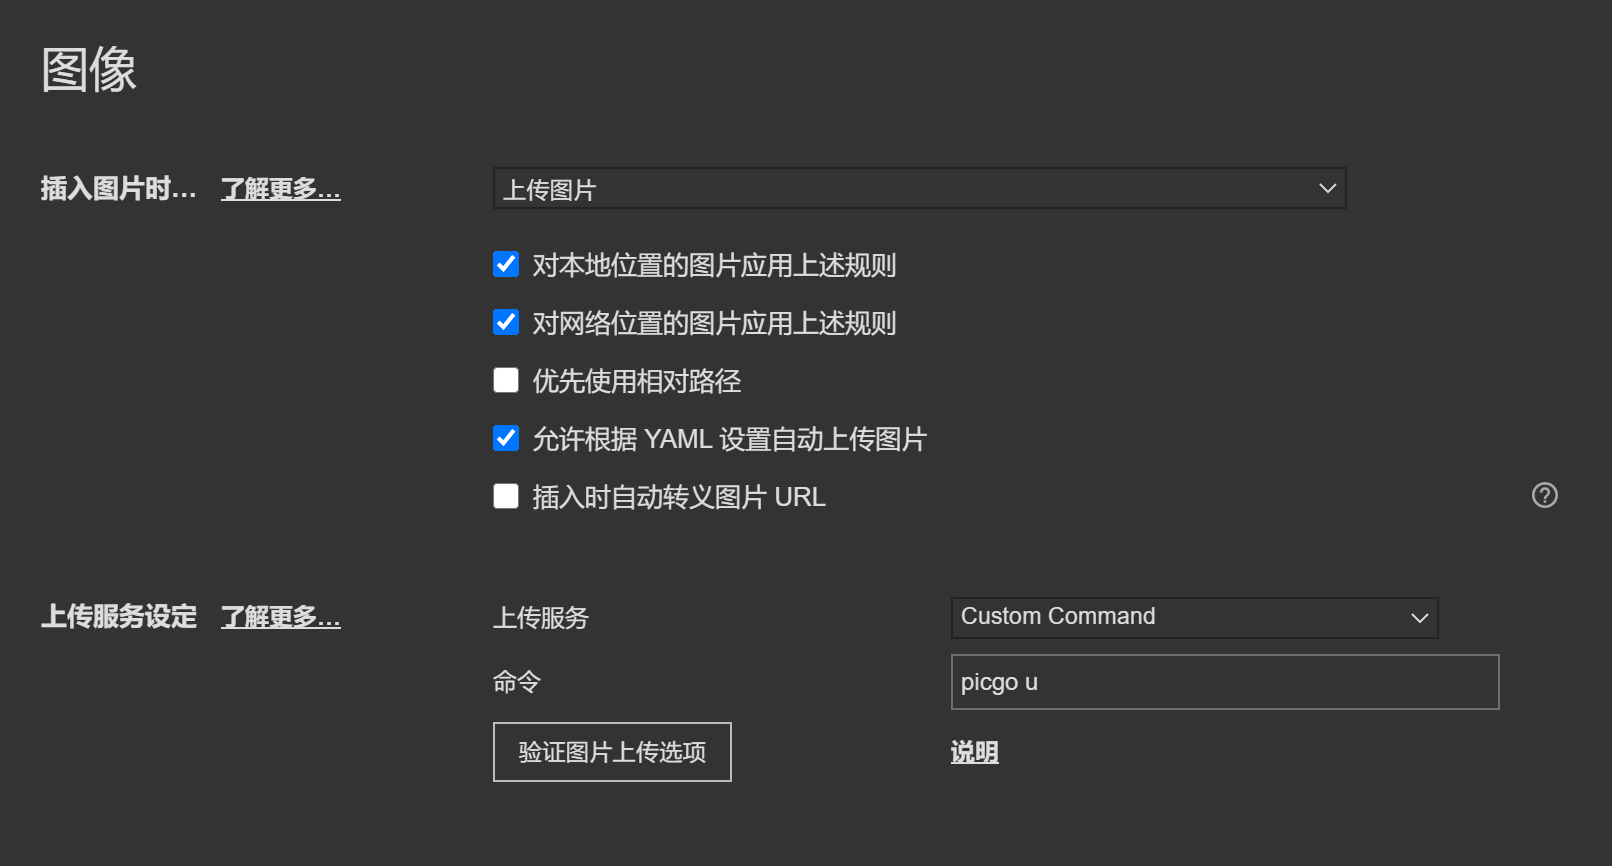 图像
插入图片时... 了解更多... 上传图片
对本地位置的图片应用上述规则
对网络位置的图片应用上述规则
优先使用相对路径
允许根据 YAML 设置自动上传图片
插入时自动转义图片 URL
上传服务设定 了解更多... 上传服务 Custom Command
命令 picgo u
验证图片上传选项 说明